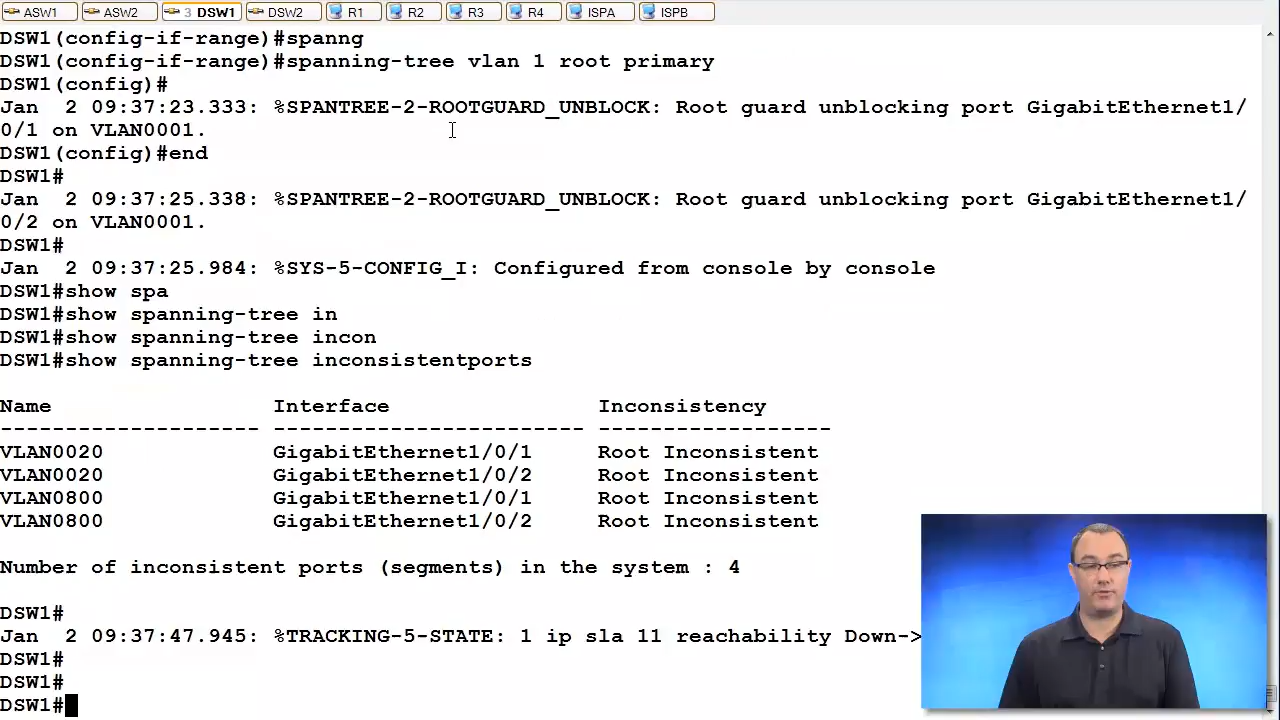 ASW1 ASW2 3 DSW1 DSW2 R1 R2 R3 R4 ISPA ISPB
DSW1(config-if-range)#spanng
DSW1(config-if-range)#spanning-tree vlan 1 root primary
DSW1(config)#
Jan  2 09:37:23.333: %SPANTREE-2-ROOTGUARD_UNBLOCK: Root guard unblocking port GigabitEthernet1/
0/1 on VLAN0001.
DSW1(config)#end
DSW1#
Jan  2 09:37:25.338: %SPANTREE-2-ROOTGUARD_UNBLOCK: Root guard unblocking port GigabitEthernet1/
0/2 on VLAN0001.
DSW1#
Jan  2 09:37:25.984: %SYS-5-CONFIG_I: Configured from console by console
DSW1#show spa
DSW1#show spanning-tree in
DSW1#show spanning-tree incon
DSW1#show spanning-tree inconsistentports
Name                 Interface                Inconsistency
-------------------- ------------------------ ------------------
VLAN0020             GigabitEthernet1/0/1     Root Inconsistent
VLAN0020             GigabitEthernet1/0/2     Root Inconsistent
VLAN0800             GigabitEthernet1/0/1     Root Inconsistent
VLAN0800             GigabitEthernet1/0/2     Root Inconsistent
Number of inconsistent ports (segments) in the system : 4
DSW1#
Jan  2 09:37:47.945: %TRACKING-5-STATE: 1 ip sla 11 reachability Down->
DSW1#
DSW1#
DSW1#